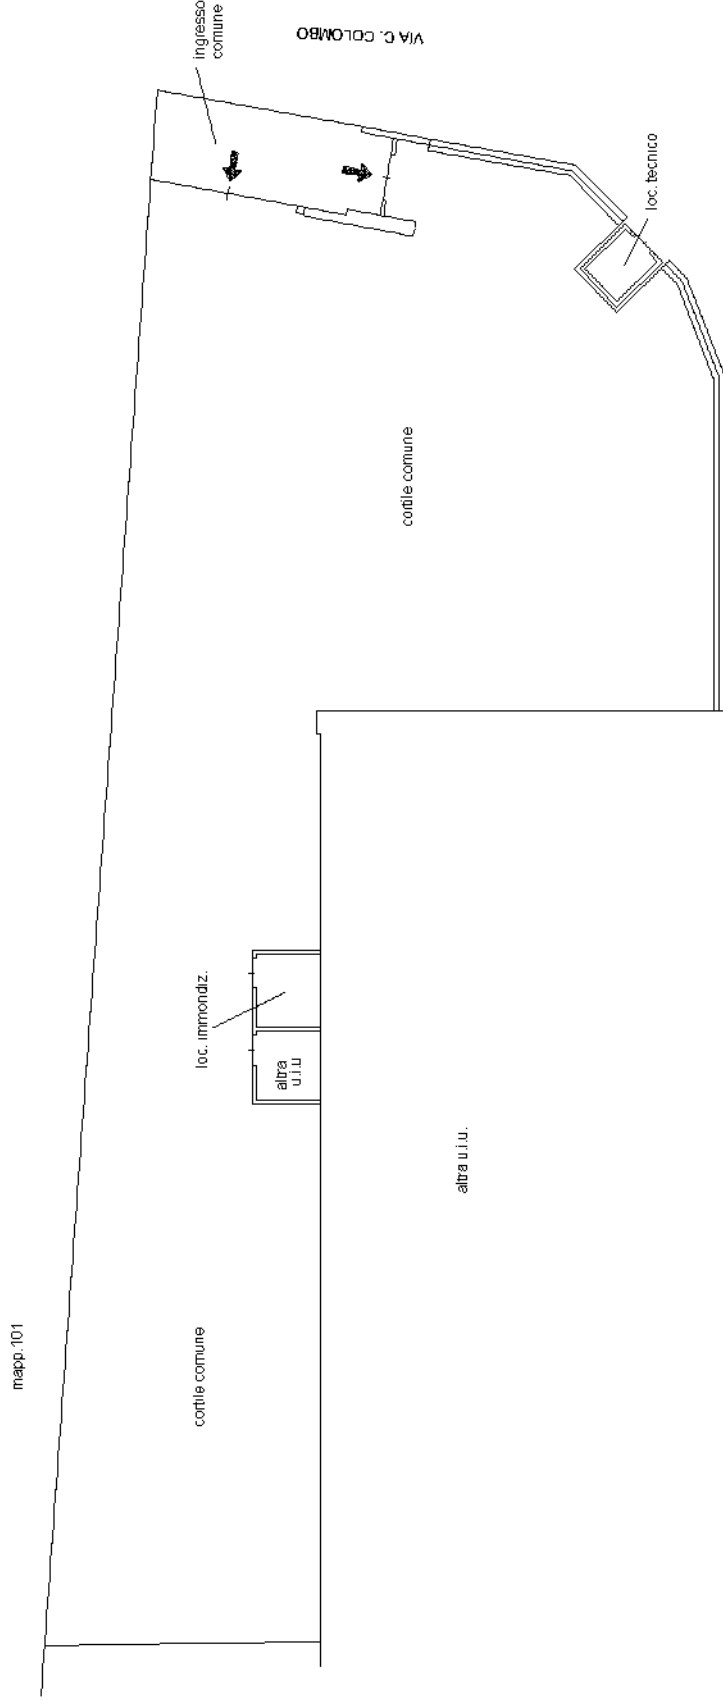 ingresso
comune
VIA C. COLOMBO
loc. tecnico
cortile comune
loc. immondiz.
altra
u.i.u
altra u.i.u.
mapp.101
cortile comune